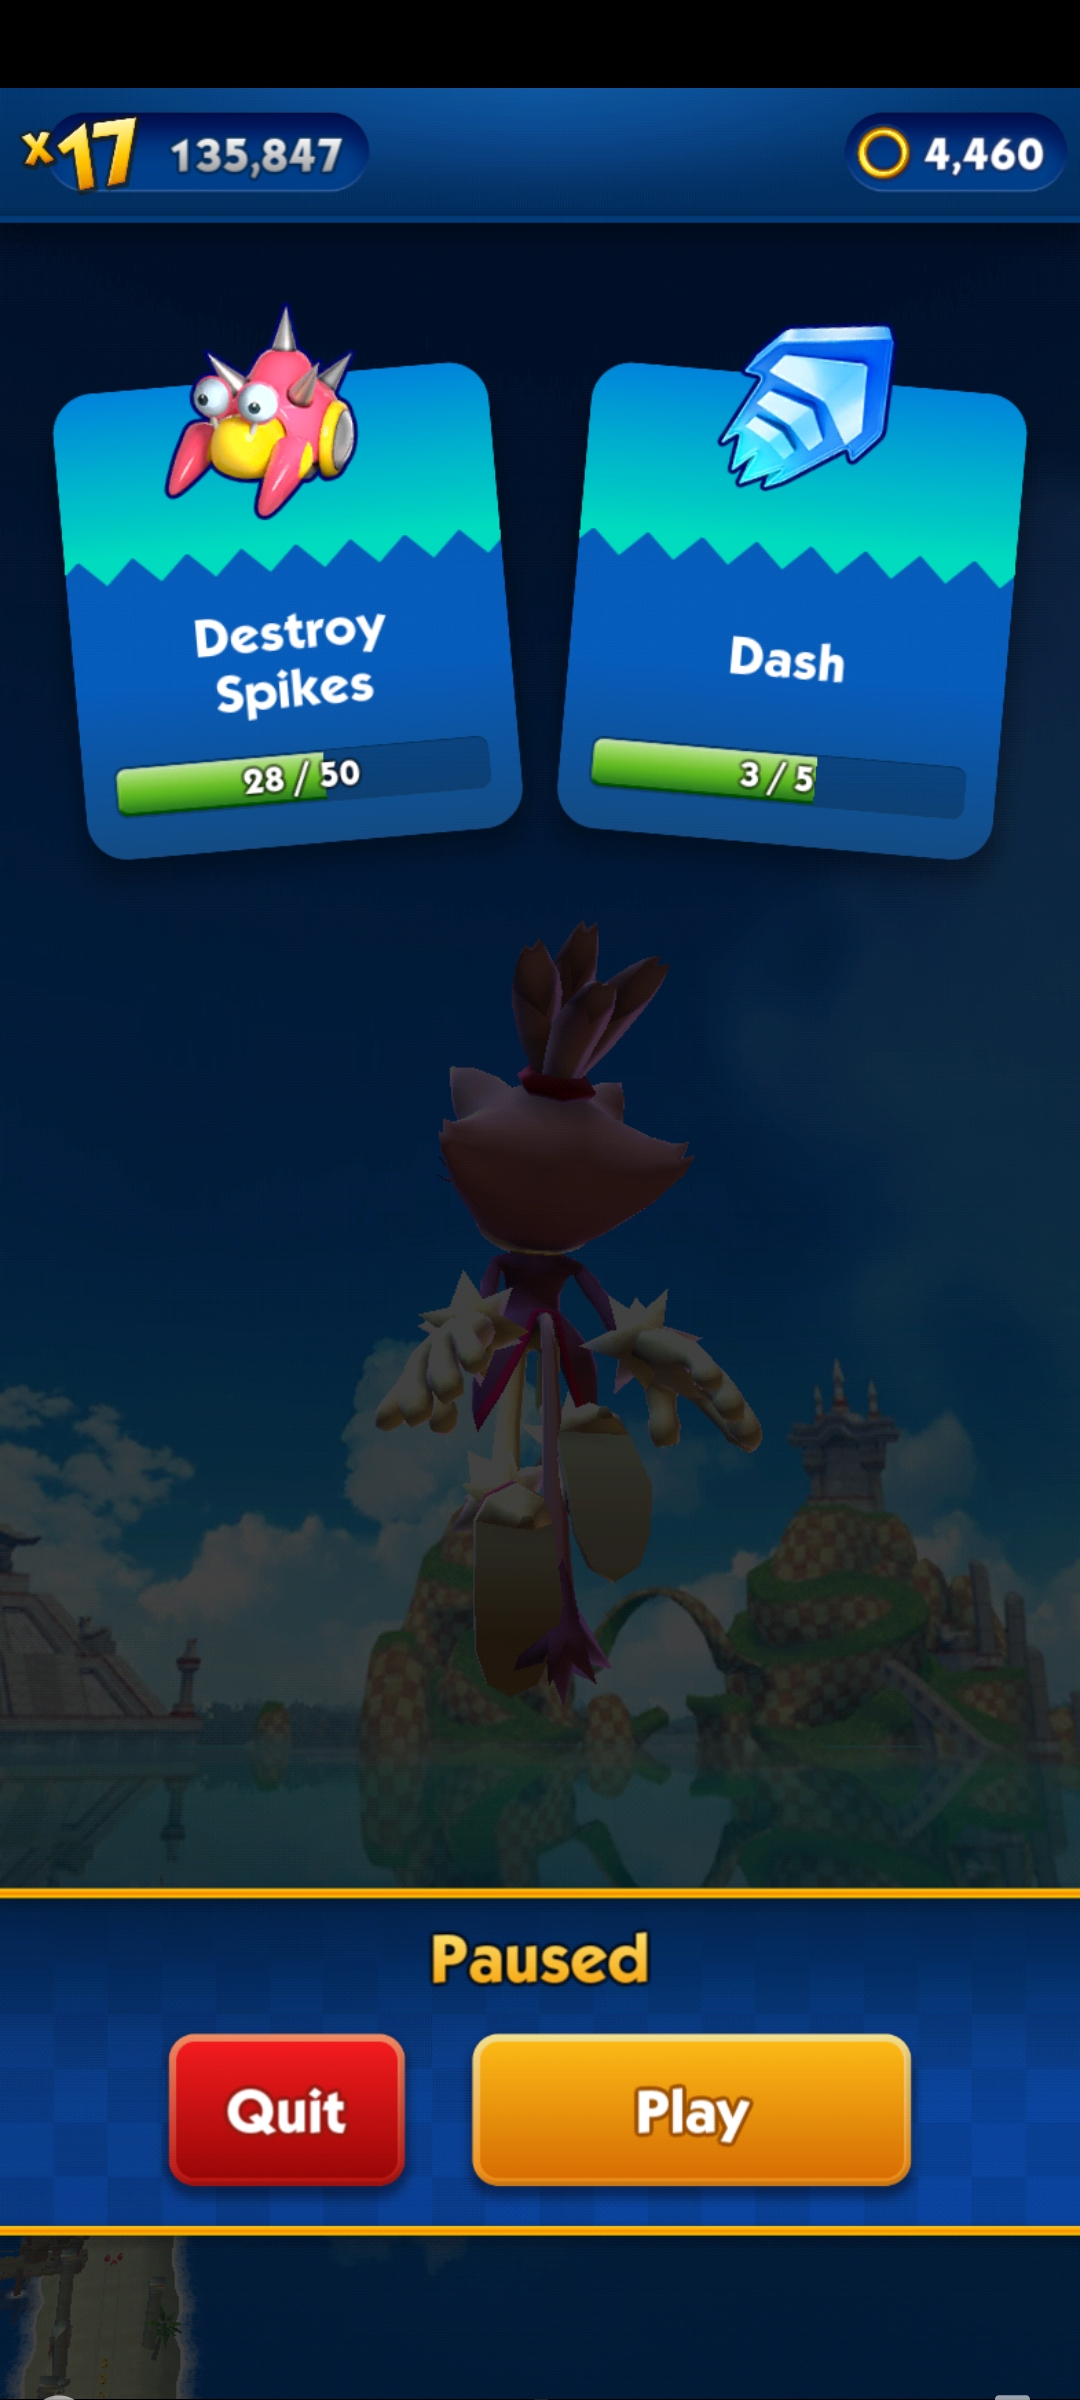 x17 135,847 4,460
Destroy
Spikes
Dash
28 / 50
3 / 5
Paused
Quit
Play